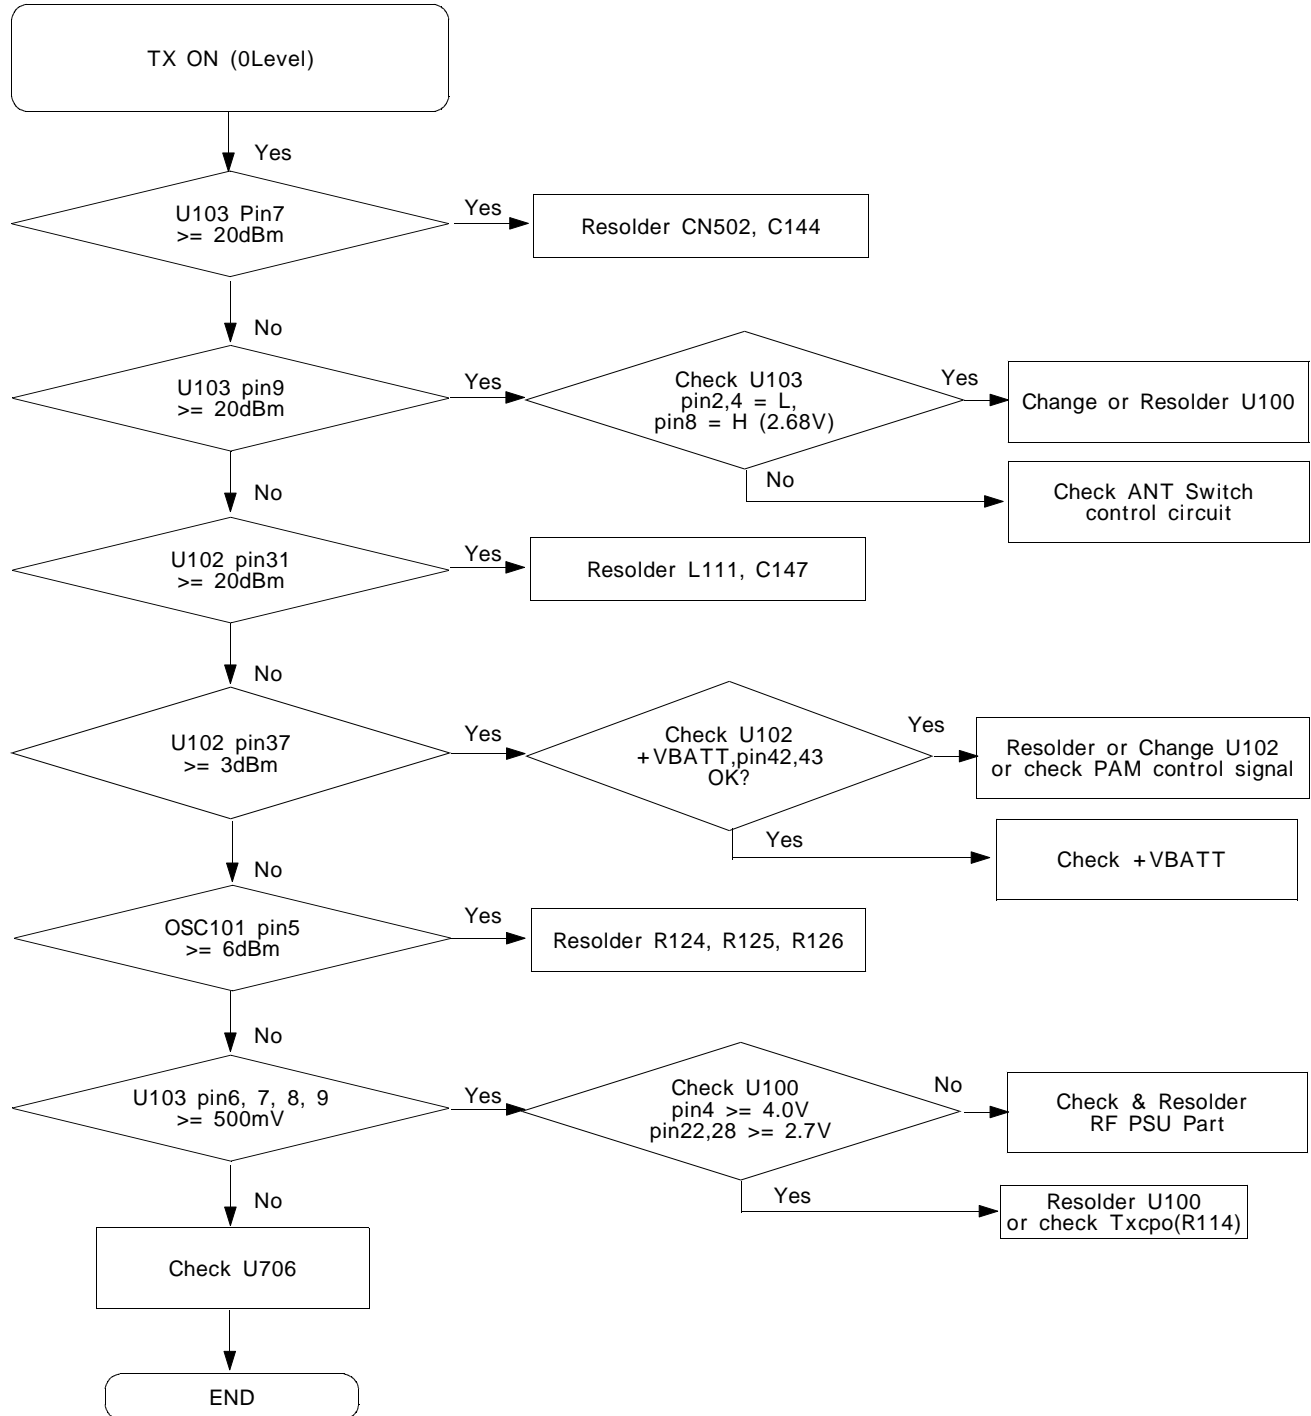 TX ON (0Level)
Yes
U103 Pin7
>= 20dBm
Yes
Resolder CN502, C144
No
U103 pin9
>= 20dBm
Yes
Check U103
pin2,4 = L,
pin8 = H (2.68V)
Yes
Change or Resolder U100
No
Check ANT Switch
control circuit
No
U102 pin31
>= 20dBm
Yes
Resolder L111, C147
No
U102 pin37
>= 3dBm
Yes
Check U102
+VBATT,pin42,43
OK?
Yes
Resolder or Change U102
or check PAM control signal
Yes
Check +VBATT
No
OSC101 pin5
>= 6dBm
Yes
Resolder R124, R125, R126
No
U103 pin6, 7, 8, 9
>= 500mV
Yes
Check U100
pin4 >= 4.0V
pin22,28 >= 2.7V
No
Check & Resolder
RF PSU Part
Yes
Resolder U100
or check Txcpo(R114)
No
Check U706
END